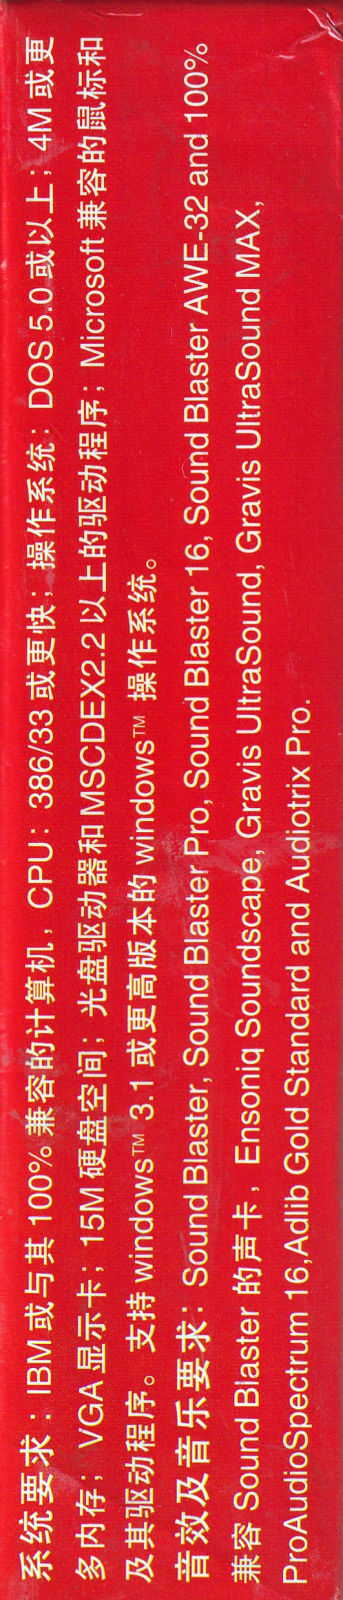 系统要求：IBM 或与其 100% 兼容的计算机，CPU：386/33 或更快；操作系统：DOS 5.0 或以上；4M 或更
多内存；VGA 显示卡；15M 硬盘空间；光盘驱动器和 MSCDEX2.2 以上的驱动程序；Microsoft 兼容的鼠标和
及其驱动程序。支持 windows™ 3.1 或更高版本的 windows™ 操作系统。
音效及音乐要求：Sound Blaster, Sound Blaster Pro, Sound Blaster 16, Sound Blaster AWE-32 and 100%
兼容 Sound Blaster 的声卡，Ensoniq Soundscape, Gravis UltraSound, Gravis UltraSound MAX,
ProAudioSpectrum 16,Adlib Gold Standard and Audiotrix Pro.